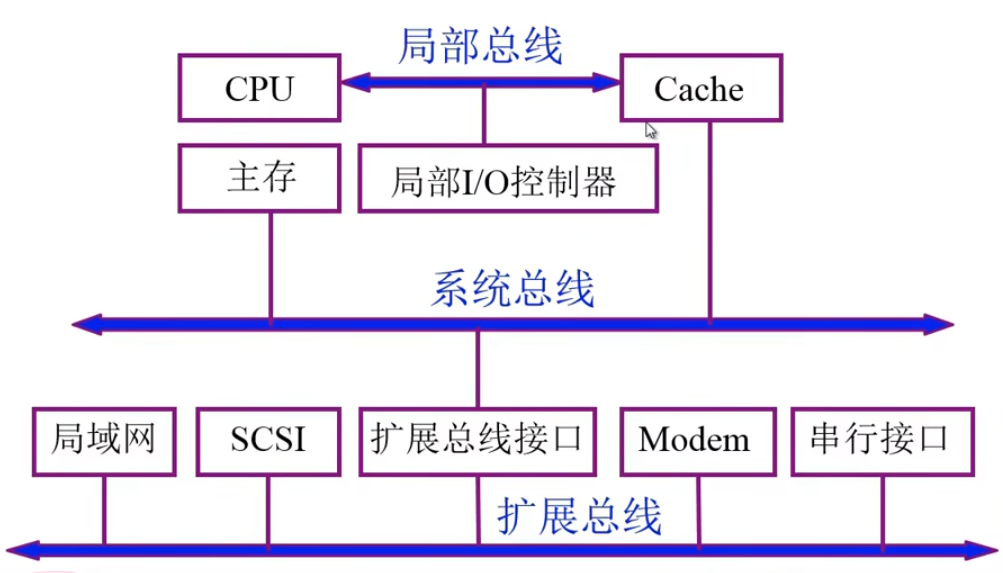 局部总线
CPU
Cache
主存
局部I/O控制器
系统总线
局域网
SCSI
扩展总线接口
Modem
串行接口
扩展总线